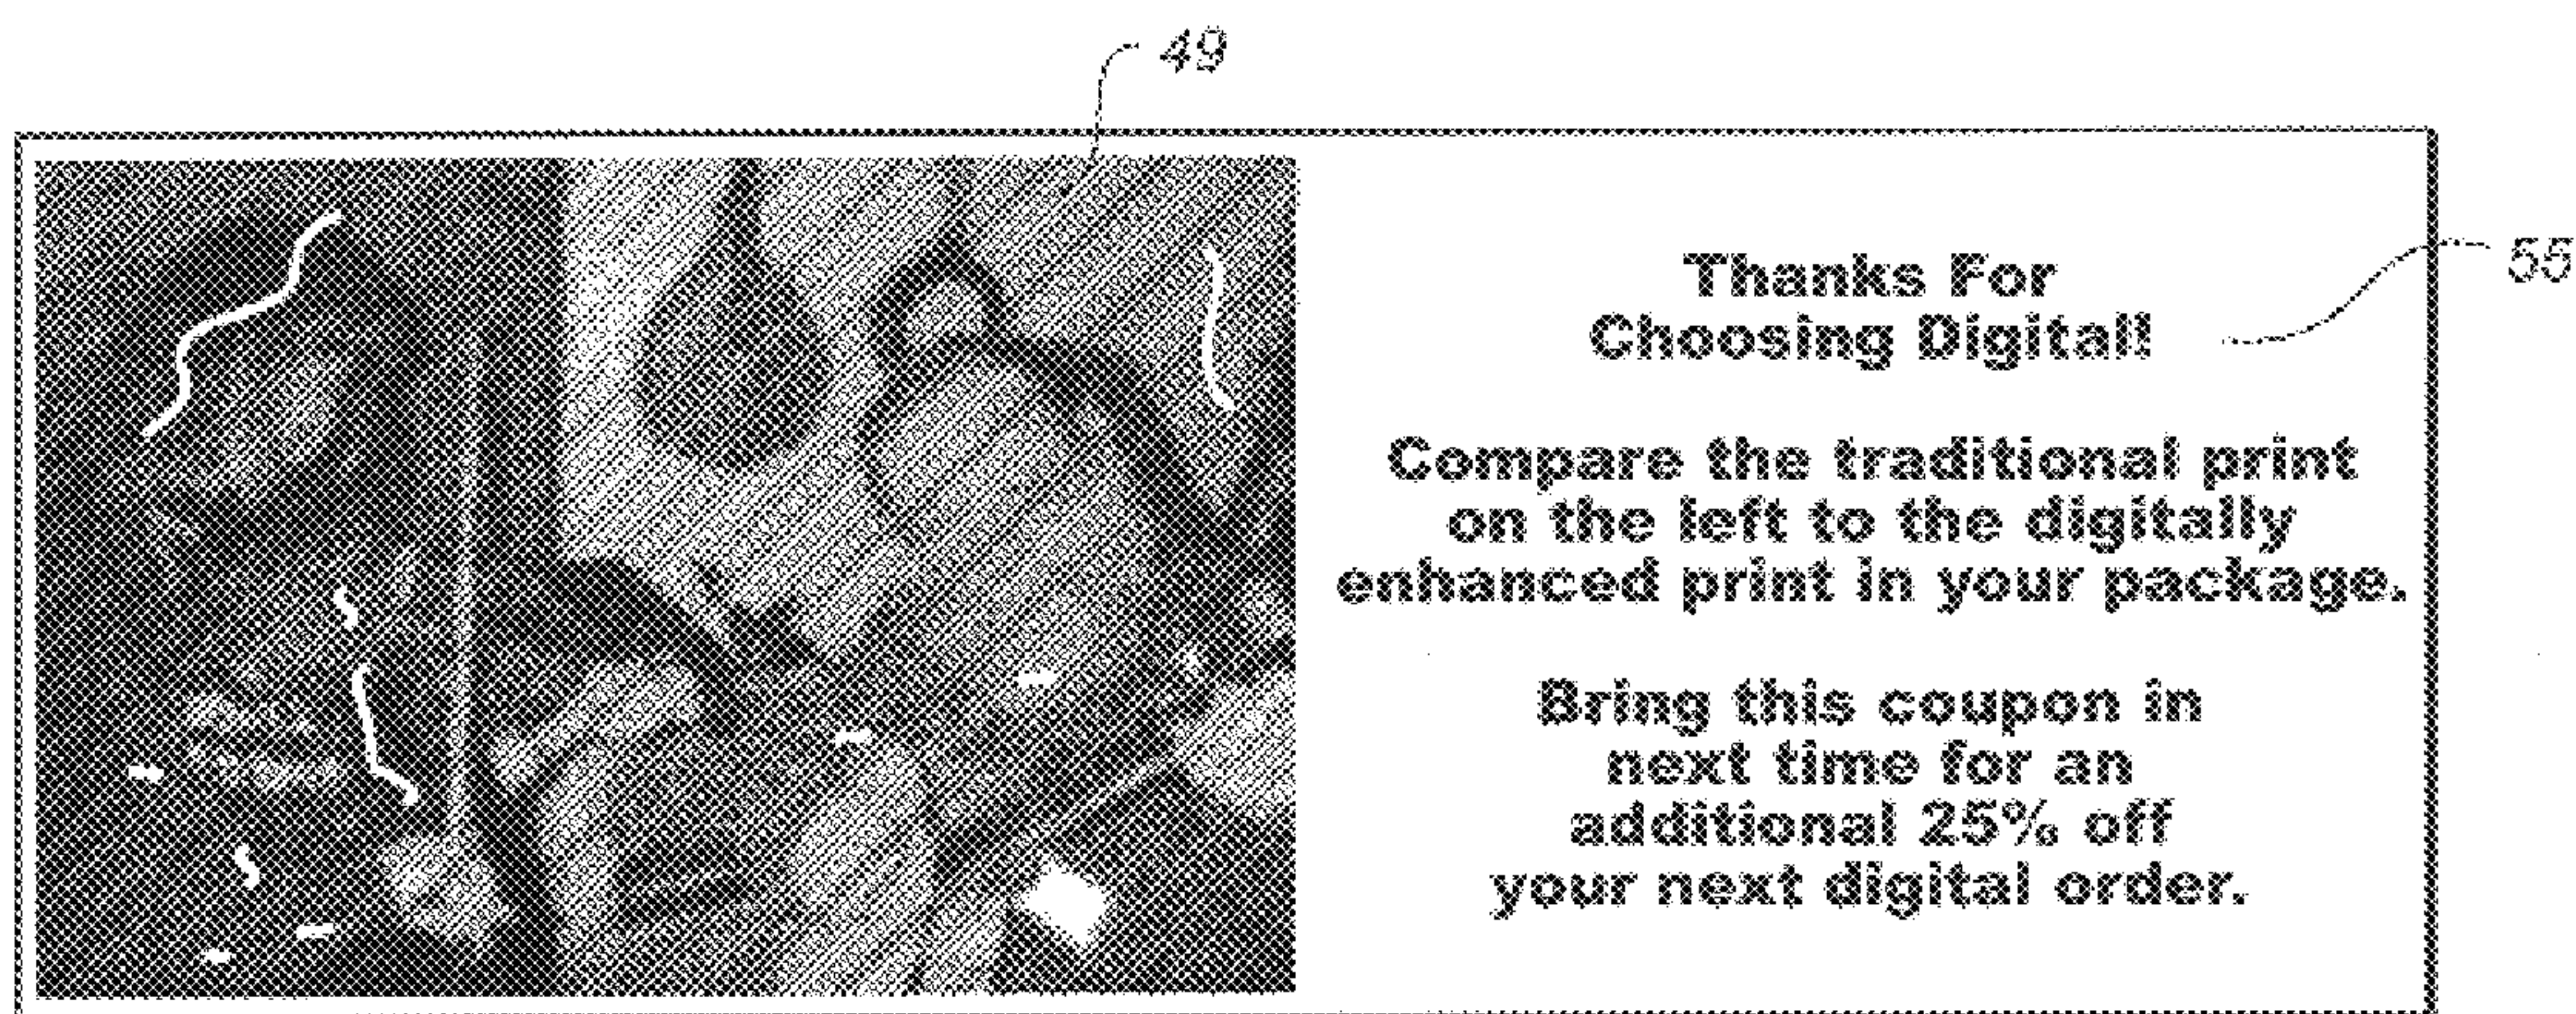 49
Thanks For
Choosing Digital!
55
Compare the traditional print
on the left to the digitally
enhanced print in your package.
Bring this coupon in
next time for an
additional 25% off
your next digital order.